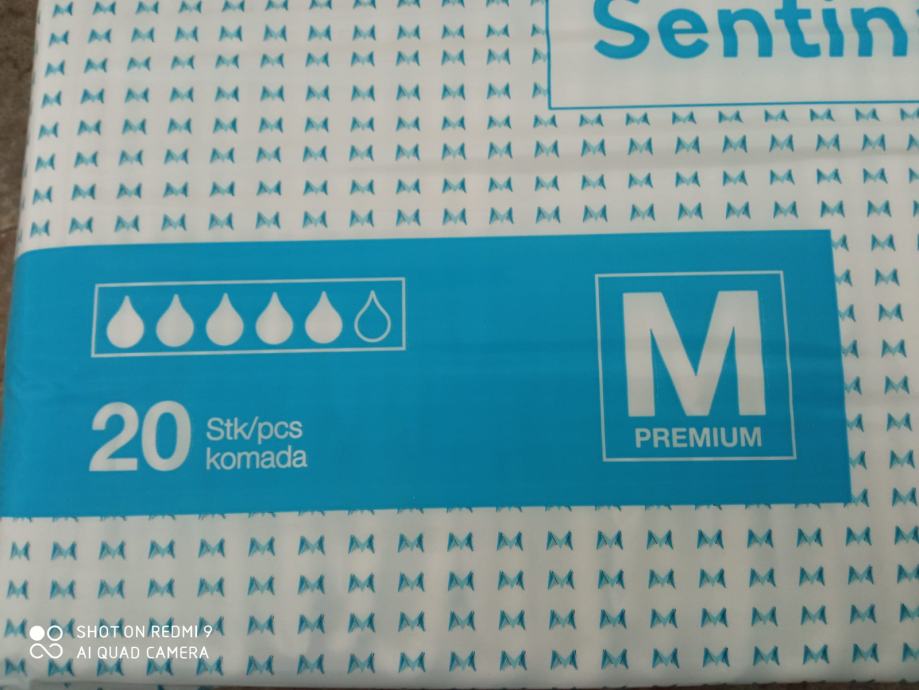 Sentin
M
PREMIUM
20 Stk/pcs
komada
SHOT ON REDMI 9
AI QUAD CAMERA